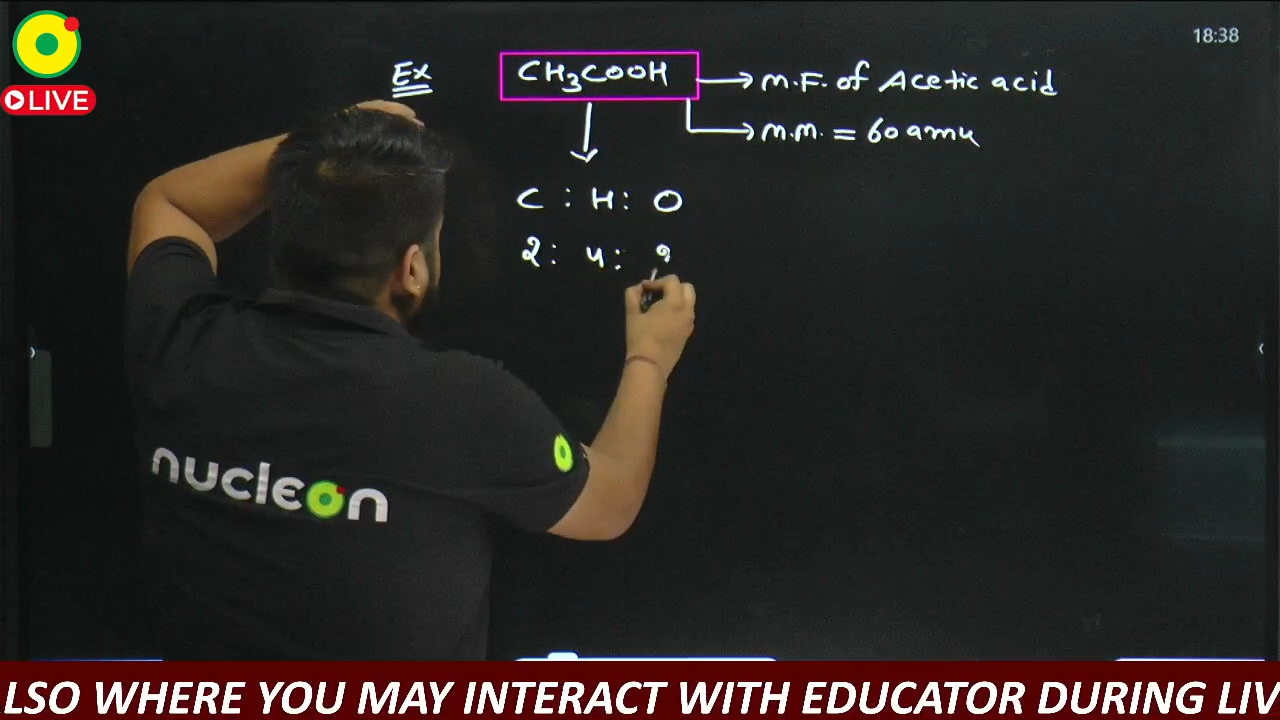 18:38
LIVE
Ex CH₃COOH → M.F. of Acetic acid
→ M.M. = 60 amu
C : H : O
2 : 4 :
nucleon
LSO WHERE YOU MAY INTERACT WITH EDUCATOR DURING LIV